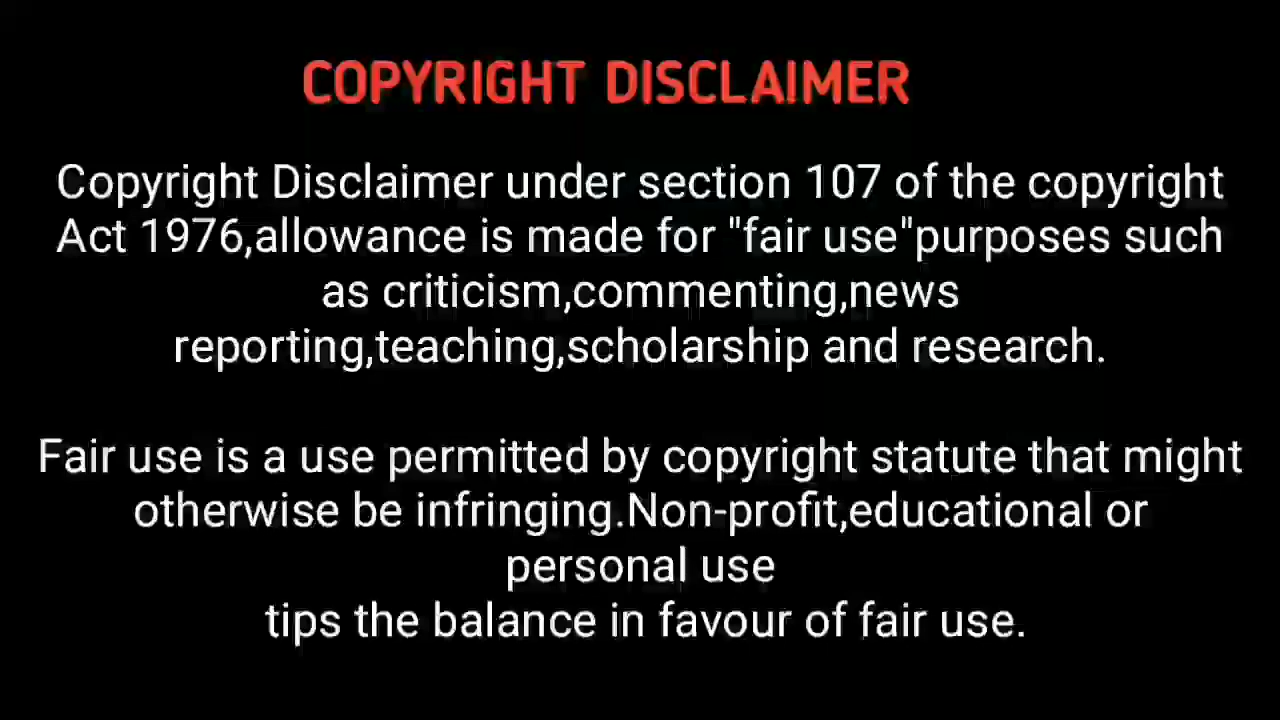 COPYRIGHT DISCLAIMER
Copyright Disclaimer under section 107 of the copyright
Act 1976,allowance is made for "fair use"purposes such
as criticism,commenting,news
reporting,teaching,scholarship and research.
Fair use is a use permitted by copyright statute that might
otherwise be infringing.Non-profit,educational or
personal use
tips the balance in favour of fair use.